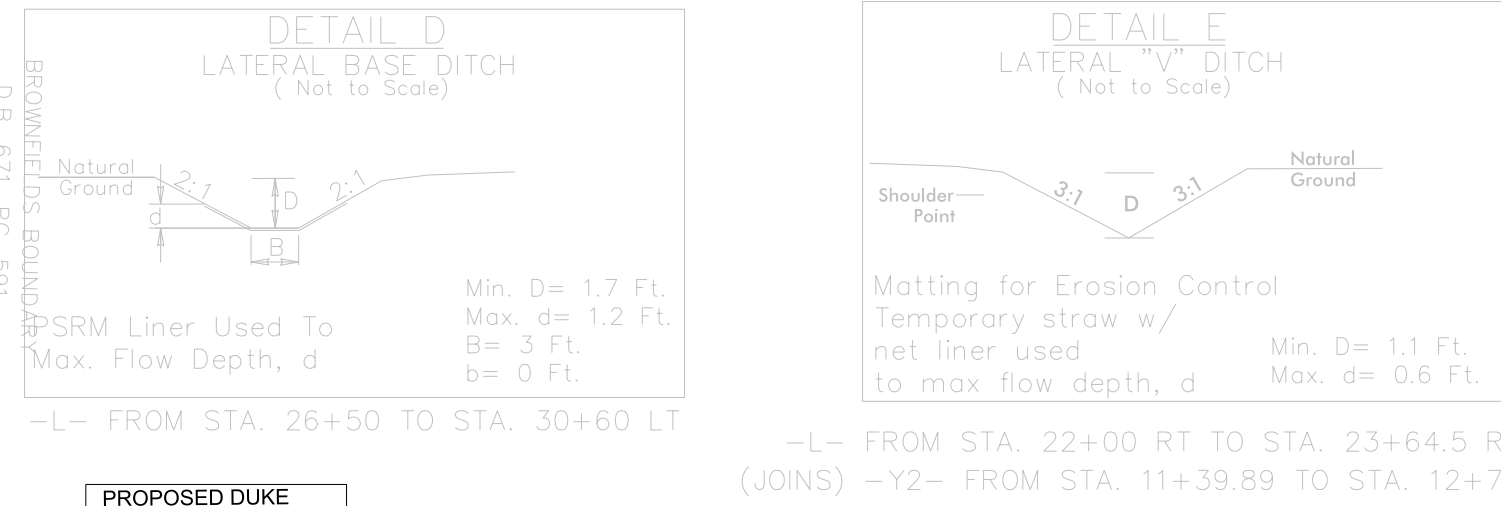 DETAIL D
LATERAL BASE DITCH
( Not to Scale)
BROWNFIELDS BOUNDARY
D.B. 671 PG. 591
Natural
Ground
2:1
2:1
D
d
B
Min. D= 1.7 Ft.
Max. d= 1.2 Ft.
B= 3 Ft.
b= 0 Ft.
PSRM Liner Used To
Max. Flow Depth, d
-L- FROM STA. 26+50 TO STA. 30+60 LT
PROPOSED DUKE
DETAIL E
LATERAL "V" DITCH
( Not to Scale)
Natural
Ground
Shoulder
Point
3:1
3:1
D
Matting for Erosion Control
Temporary straw w/
net liner used
to max flow depth, d
Min. D= 1.1 Ft.
Max. d= 0.6 Ft.
-L- FROM STA. 22+00 RT TO STA. 23+64.5 R
(JOINS) -Y2- FROM STA. 11+39.89 TO STA. 12+7